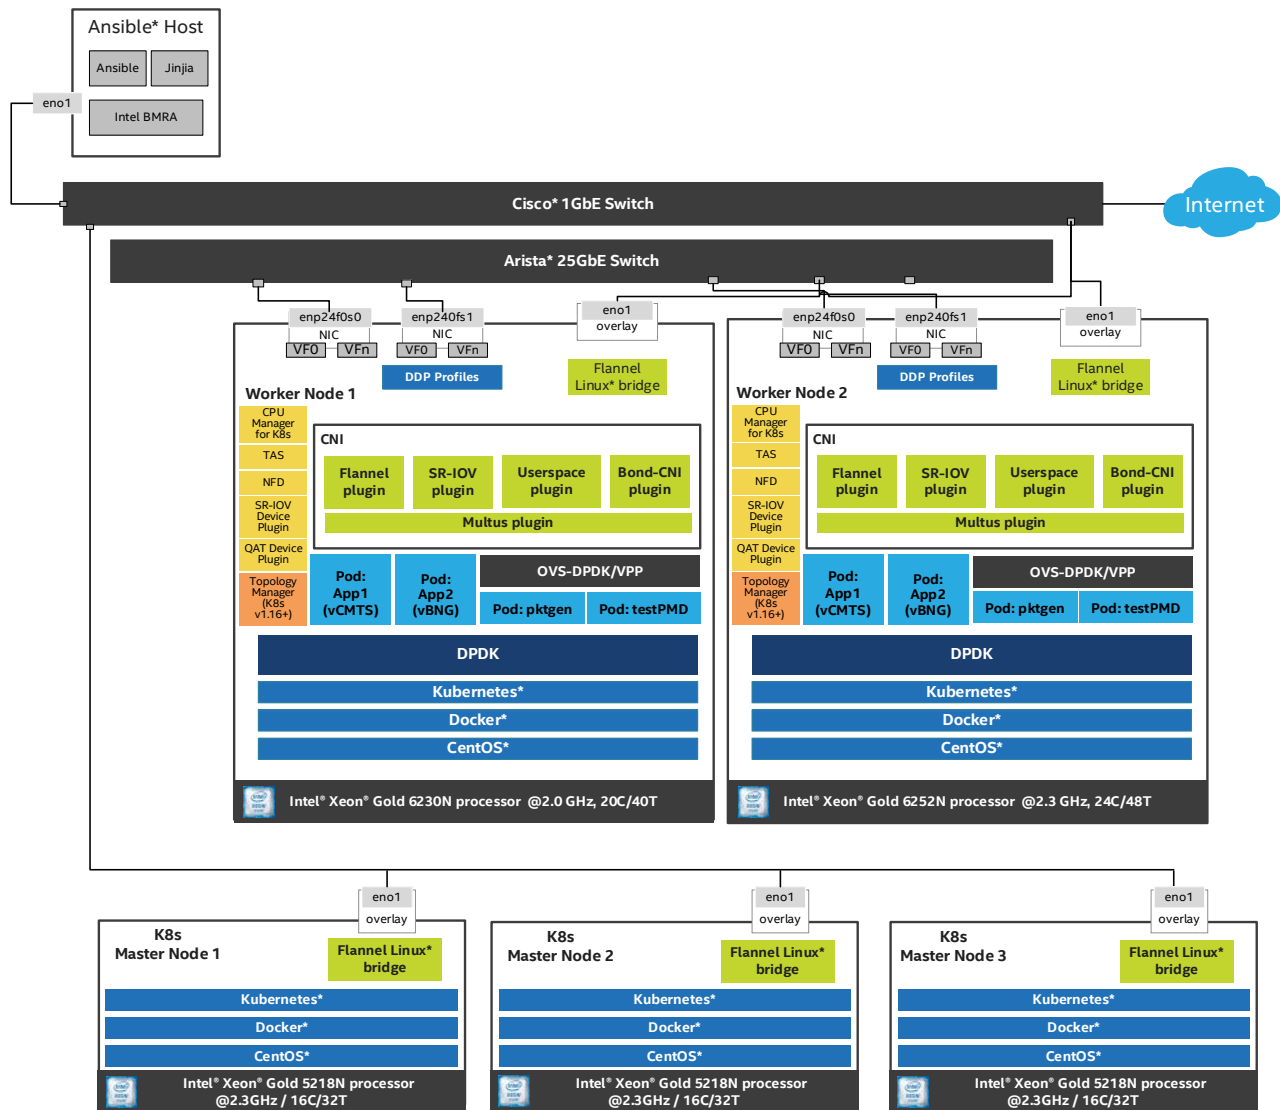 Ansible* Host
Ansible
Jinjia
eno1
Intel BMRA
Cisco* 1GbE Switch
Internet
Arista* 25GbE Switch
enp24f0s0
NIC
VF0
VFn
enp240fs1
NIC
VF0
VFn
DDP Profiles
eno1
overlay
Flannel
Linux* bridge
Worker Node 1
CPU
Manager
for K8s
TAS
NFD
SR-IOV
Device
Plugin
QAT Device
Plugin
Topology
Manager
(K8s
v1.16+)
CNI
Flannel
plugin
SR-IOV
plugin
Userspace
plugin
Bond-CNI
plugin
Multus plugin
Pod:
App1
(vCMTS)
Pod:
App2
(vBNG)
OVS-DPDK/VPP
Pod: pktgen
Pod: testPMD
DPDK
Kubernetes*
Docker*
CentOS*
Intel® Xeon® Gold 6230N processor @2.0 GHz, 20C/40T
enp24f0s0
NIC
VF0
VFn
enp240fs1
NIC
VF0
VFn
DDP Profiles
eno1
overlay
Flannel
Linux* bridge
Worker Node 2
CPU
Manager
for K8s
TAS
NFD
SR-IOV
Device
Plugin
QAT Device
Plugin
Topology
Manager
(K8s
v1.16+)
CNI
Flannel
plugin
SR-IOV
plugin
Userspace
plugin
Bond-CNI
plugin
Multus plugin
Pod:
App1
(vCMTS)
Pod:
App2
(vBNG)
OVS-DPDK/VPP
Pod: pktgen
Pod: testPMD
DPDK
Kubernetes*
Docker*
CentOS*
Intel® Xeon® Gold 6252N processor @2.3 GHz, 24C/48T
eno1
overlay
K8s
Master Node 1
Flannel Linux*
bridge
Kubernetes*
Docker*
CentOS*
Intel® Xeon® Gold 5218N processor
@2.3GHz / 16C/32T
eno1
overlay
K8s
Master Node 2
Flannel Linux*
bridge
Kubernetes*
Docker*
CentOS*
Intel® Xeon® Gold 5218N processor
@2.3GHz / 16C/32T
eno1
overlay
K8s
Master Node 3
Flannel Linux*
bridge
Kubernetes*
Docker*
CentOS*
Intel® Xeon® Gold 5218N processor
@2.3GHz / 16C/32T